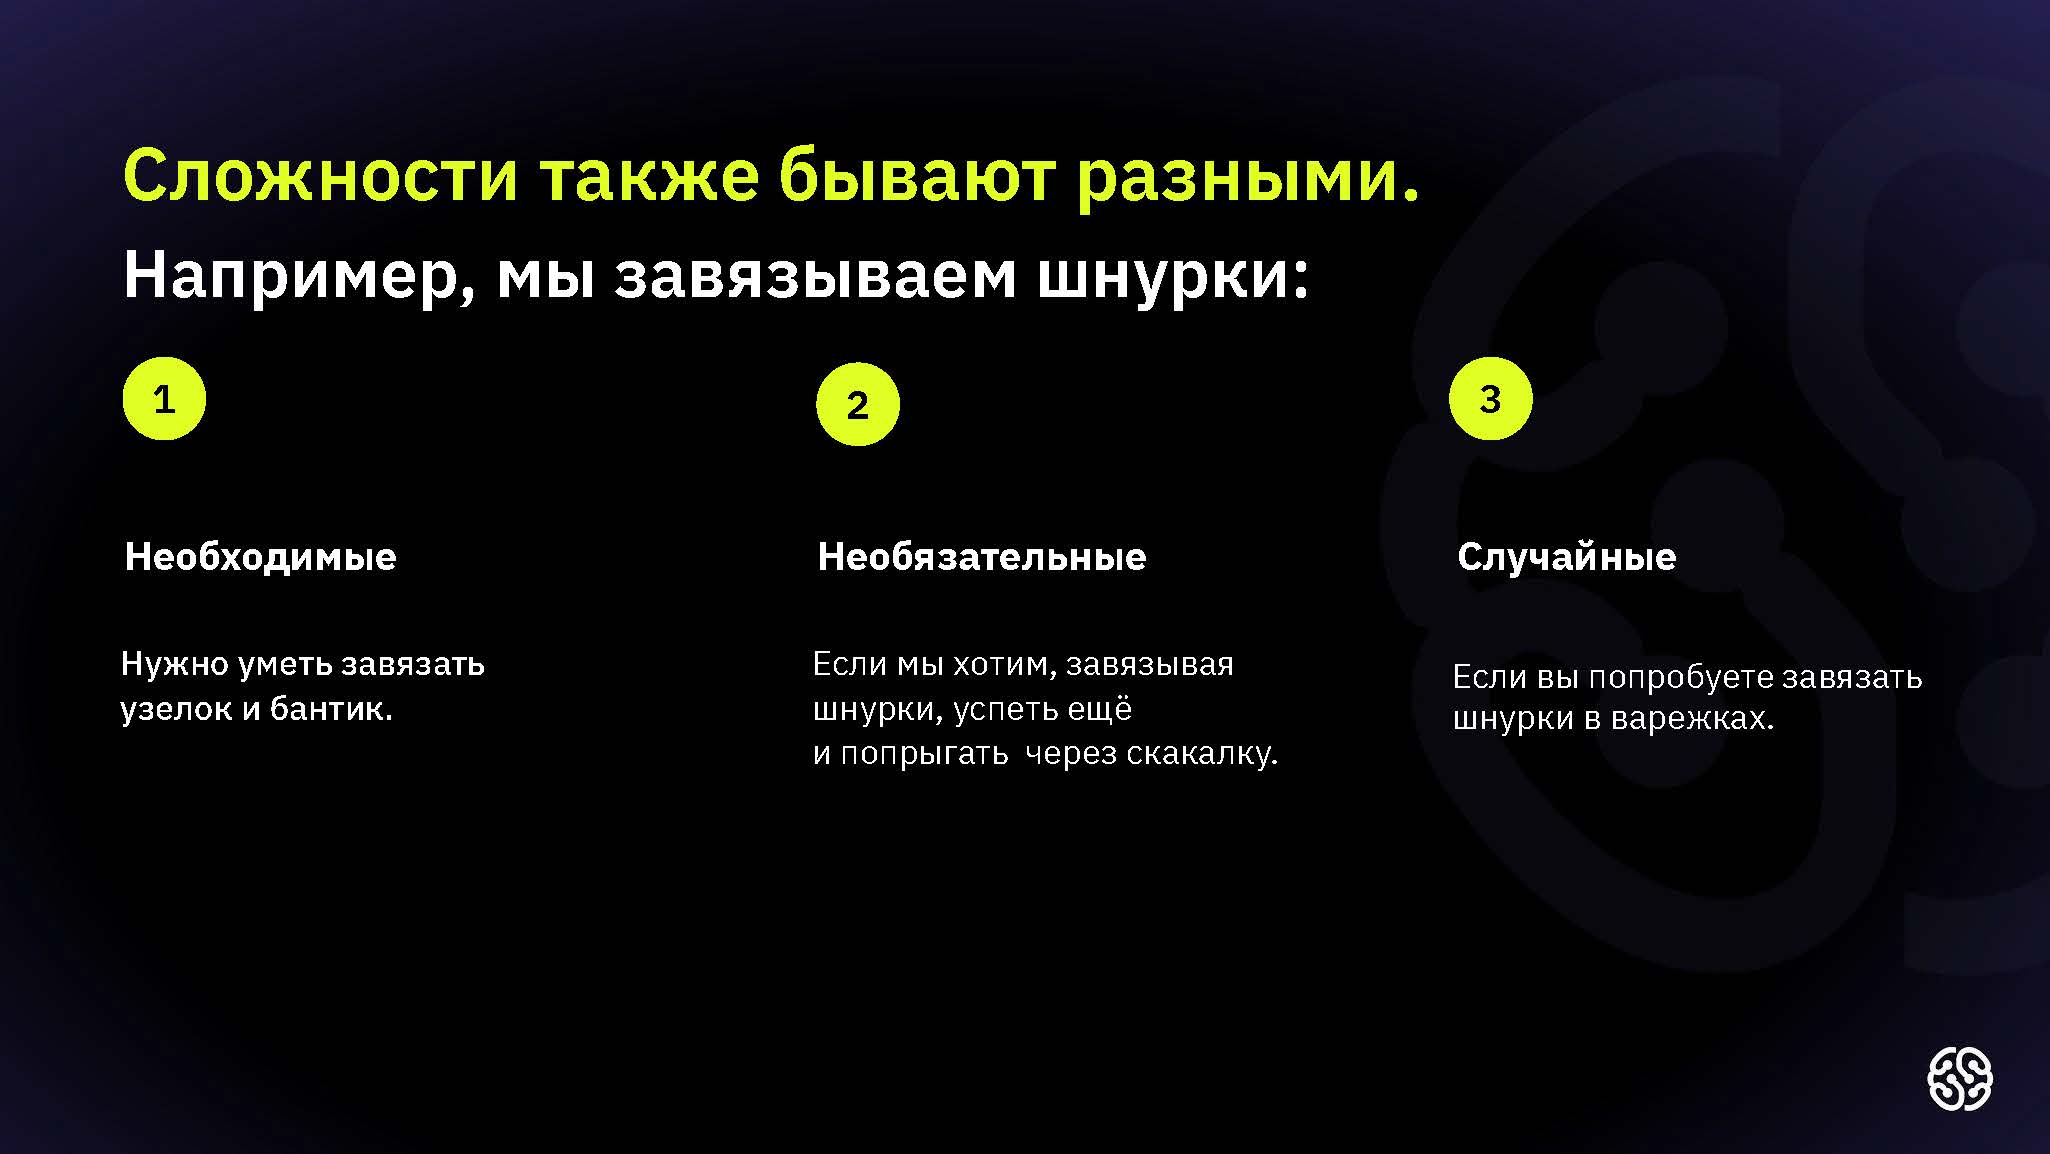 Сложности также бывают разными.
Например, мы завязываем шнурки:
1
Необходимые
Нужно уметь завязать
узелок и бантик.
2
Необязательные
Если мы хотим, завязывая
шнурки, успеть ещё
и попрыгать  через скакалку.
3
Случайные
Если вы попробуете завязать
шнурки в варежках.